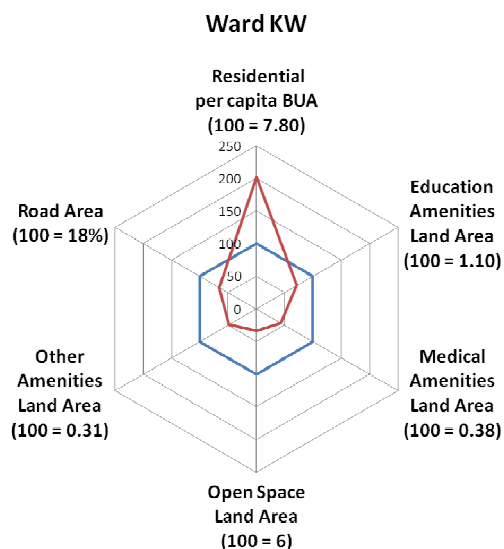 Ward KW
Residential
per capita BUA
(100 = 7.80)
250
200
150
100
50
0
Education
Amenities
Land Area
(100 = 1.10)
Medical
Amenities
Land Area
(100 = 0.38)
Open Space
Land Area
(100 = 6)
Other
Amenities
Land Area
(100 = 0.31)
Road Area
(100 = 18%)